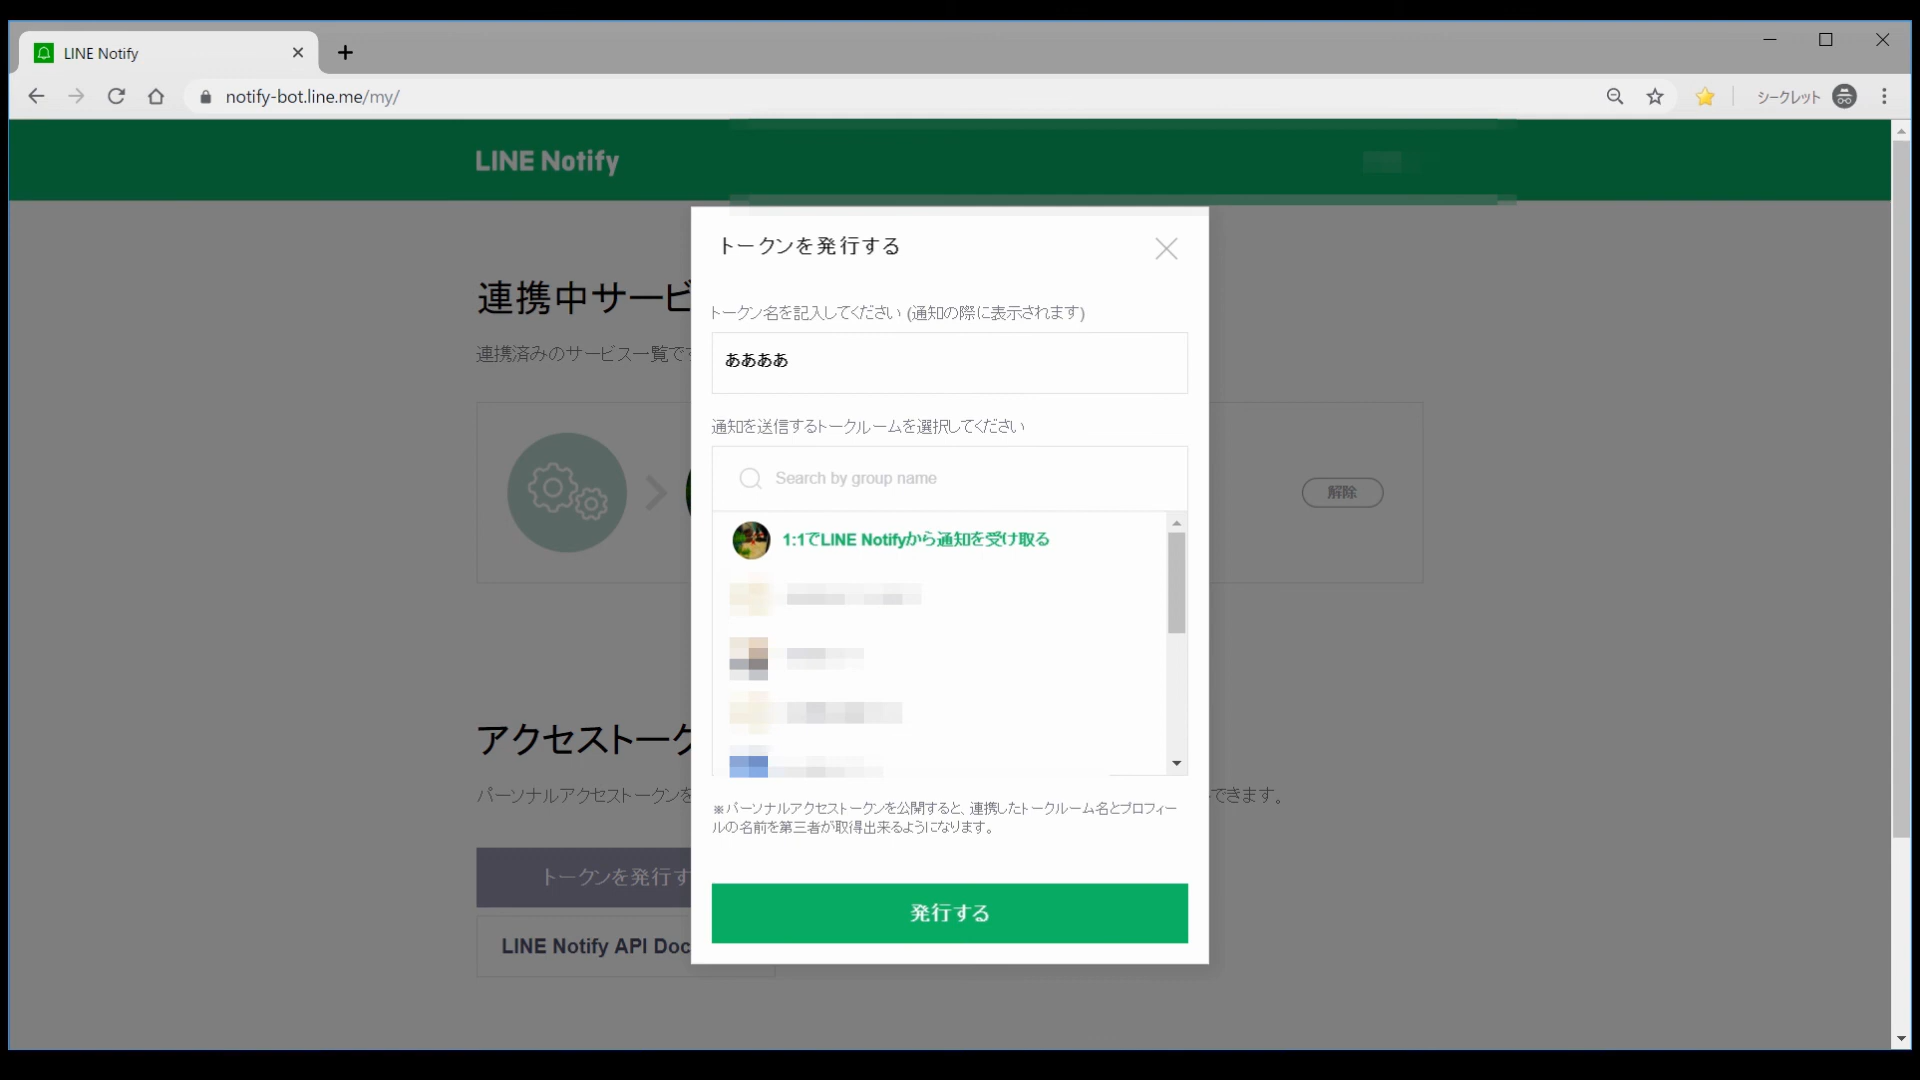 LINE Notify
notify-bot.line.me/my/
シークレット
LINE Notify
トークンを発行する
連携中サービ
トークン名を記入してください (通知の際に表示されます)
連携済みのサービス一覧です
ああああ
通知を送信するトークルームを選択してください
Search by group name
解除
1:1でLINE Notifyから通知を受け取る
アクセストーク
パーソナルアクセストークンを
できます。
※パーソナルアクセストークンを公開すると、連携したトークルーム名とプロフィー
ルの名前を第三者が取得出来るようになります。
トークンを発行す
発行する
LINE Notify API Doc